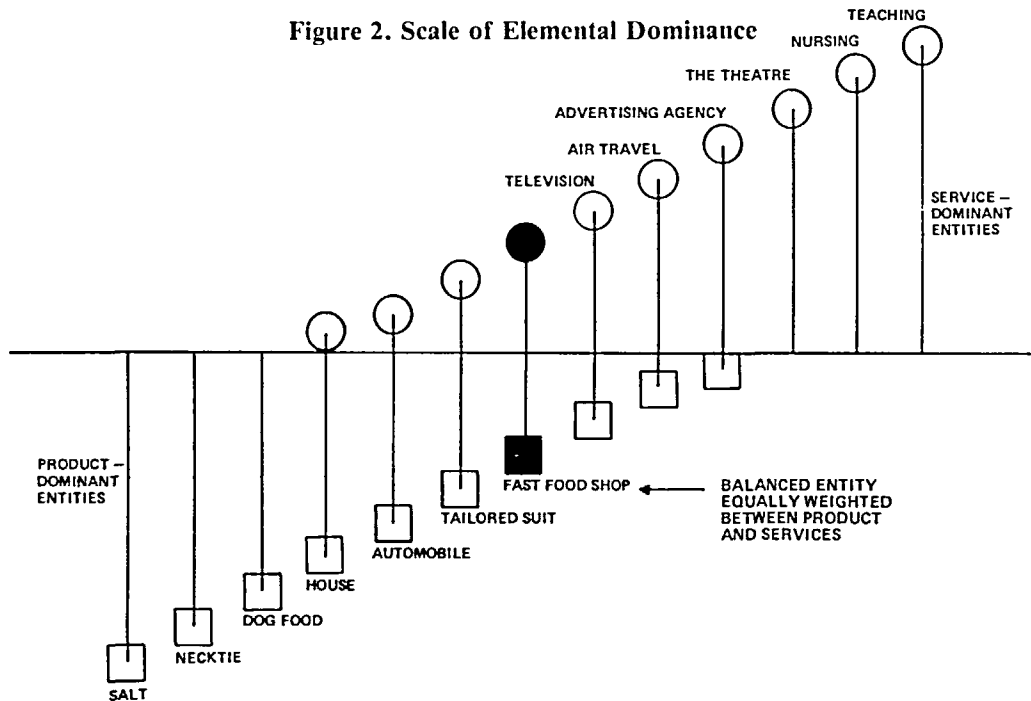 Figure 2. Scale of Elemental Dominance
TEACHING
NURSING
THE THEATRE
ADVERTISING AGENCY
AIR TRAVEL
TELEVISION
SERVICE –
DOMINANT
ENTITIES
PRODUCT –
DOMINANT
ENTITIES
FAST FOOD SHOP
BALANCED ENTITY
EQUALLY WEIGHTED
BETWEEN PRODUCT
AND SERVICES
TAILORED SUIT
AUTOMOBILE
HOUSE
DOG FOOD
NECKTIE
SALT